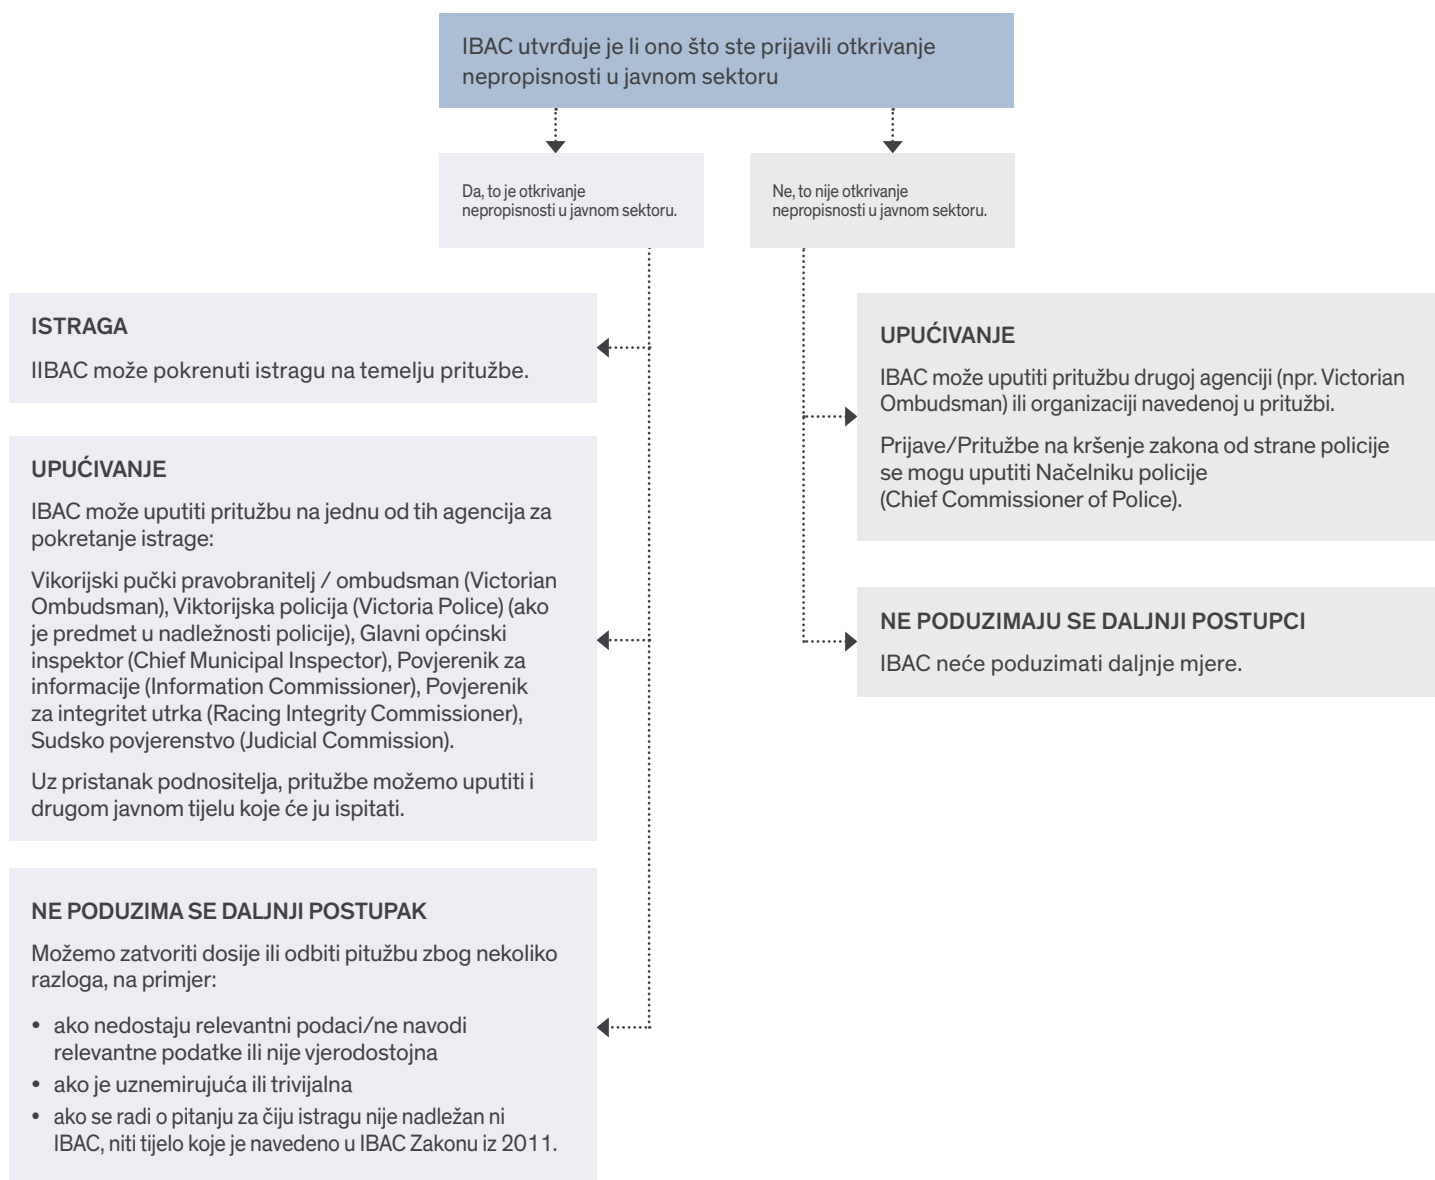 IBAC utvrđuje je li ono što ste prijavili otkrivanje
nepropisnosti u javnom sektoru
Da, to je otkrivanje
nepropisnosti u javnom sektoru.
Ne, to nije otkrivanje
nepropisnosti u javnom sektoru.
ISTRAGA
IIBAC može pokrenuti istragu na temelju pritužbe.
UPUĆIVANJE
IBAC može uputiti pritužbu na jednu od tih agencija za
pokretanje istrage:
Vikorijski pučki pravobranitelj / ombudsman (Victorian
Ombudsman), Viktorijska policija (Victoria Police) (ako
je predmet u nadležnosti policije), Glavni općinski
inspektor (Chief Municipal Inspector), Povjerenik za
informacije (Information Commissioner), Povjerenik
za integritet utrka (Racing Integrity Commissioner),
Sudsko povjerenstvo (Judicial Commission).
Uz pristanak podnositelja, pritužbe možemo uputiti i
drugom javnom tijelu koje će ju ispitati.
NE PODUZIMA SE DALJNJI POSTUPAK
Možemo zatvoriti dosije ili odbiti pitužbu zbog nekoliko
razloga, na primjer:
• ako nedostaju relevantni podaci/ne navodi
relevantne podatke ili nije vjerodostojna
• ako je uznemirujuća ili trivijalna
• ako se radi o pitanju za čiju istragu nije nadležan ni
IBAC, niti tijelo koje je navedeno u IBAC Zakonu iz 2011.
UPUĆIVANJE
IBAC može uputiti pritužbu drugoj agenciji (npr. Victorian
Ombudsman) ili organizaciji navedenoj u pritužbi.
Prijave/Pritužbe na kršenje zakona od strane policije
se mogu uputiti Načelniku policije
(Chief Commissioner of Police).
NE PODUZIMAJU SE DALJNJI POSTUPCI
IBAC neće poduzimati daljnje mjere.